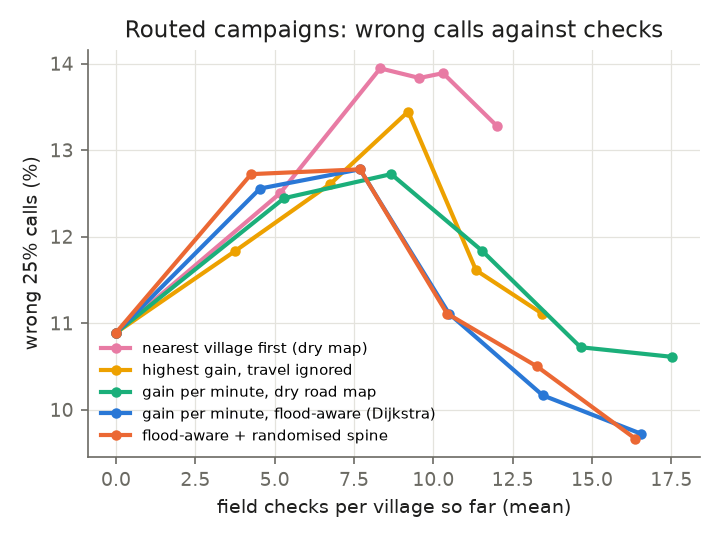 Routed campaigns: wrong calls against checks
wrong 25% calls (%)
14
13
12
11
10
nearest village first (dry map)
highest gain, travel ignored
gain per minute, dry road map
gain per minute, flood-aware (Dijkstra)
flood-aware + randomised spine
0.0 2.5 5.0 7.5 10.0 12.5 15.0 17.5
field checks per village so far (mean)